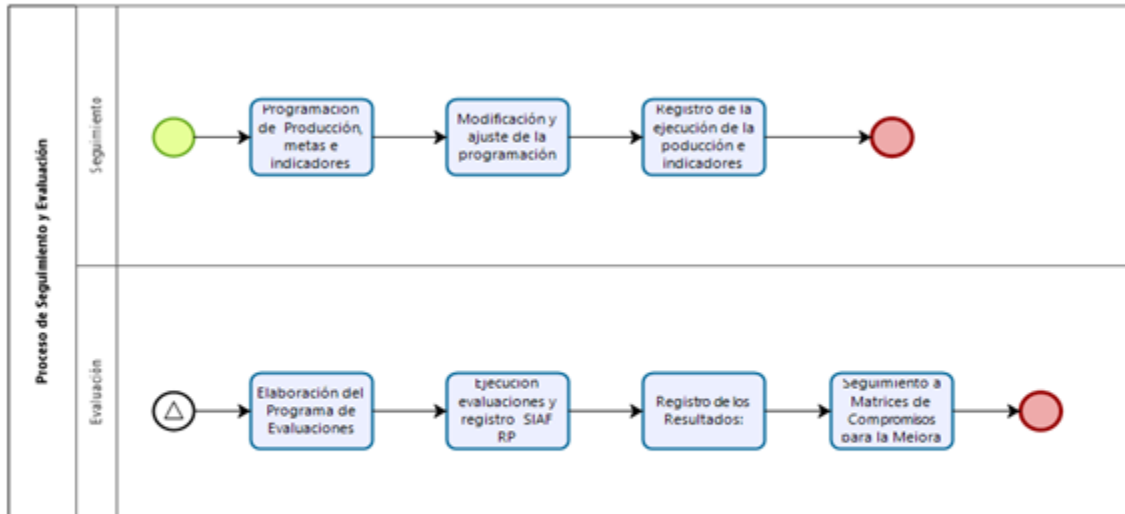 Proceso de Seguimiento y Evaluación
Seguimiento
Programación
de Producción,
metas e
indicadores
Modificación y
ajuste de la
programación
Registro de la
ejecución de la
poducción e
indicadores
Evaluación
Elaboración del
Programa de
Evaluaciones
Ejecución
evaluaciones y
registro SIAF
RP
Registro de los
Resultados:
Seguimiento a
Matrices de
Compromisos
para la Mejora